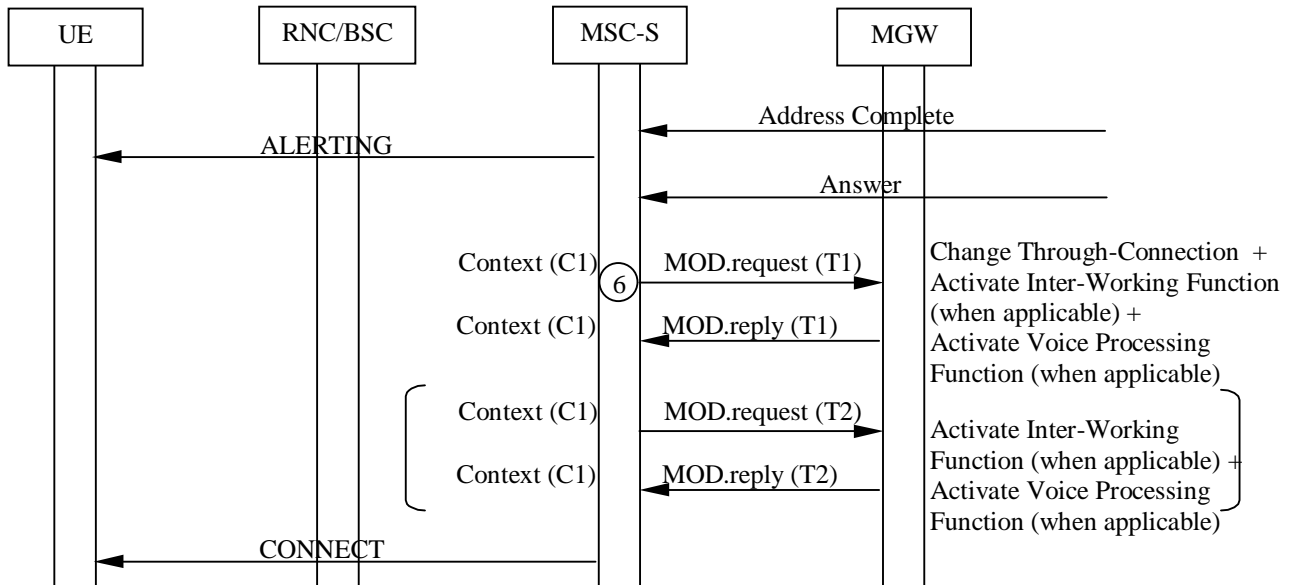 UE
RNC/BSC
MSC-S
MGW
Address Complete
ALERTING
Answer
Context (C1)
6
MOD.request (T1)
Change Through-Connection +
Activate Inter-Working Function
(when applicable) +
Activate Voice Processing
Function (when applicable)
Context (C1)
MOD.reply (T1)
Context (C1)
MOD.request (T2)
Activate Inter-Working
Function (when applicable) +
Activate Voice Processing
Function (when applicable)
Context (C1)
MOD.reply (T2)
CONNECT